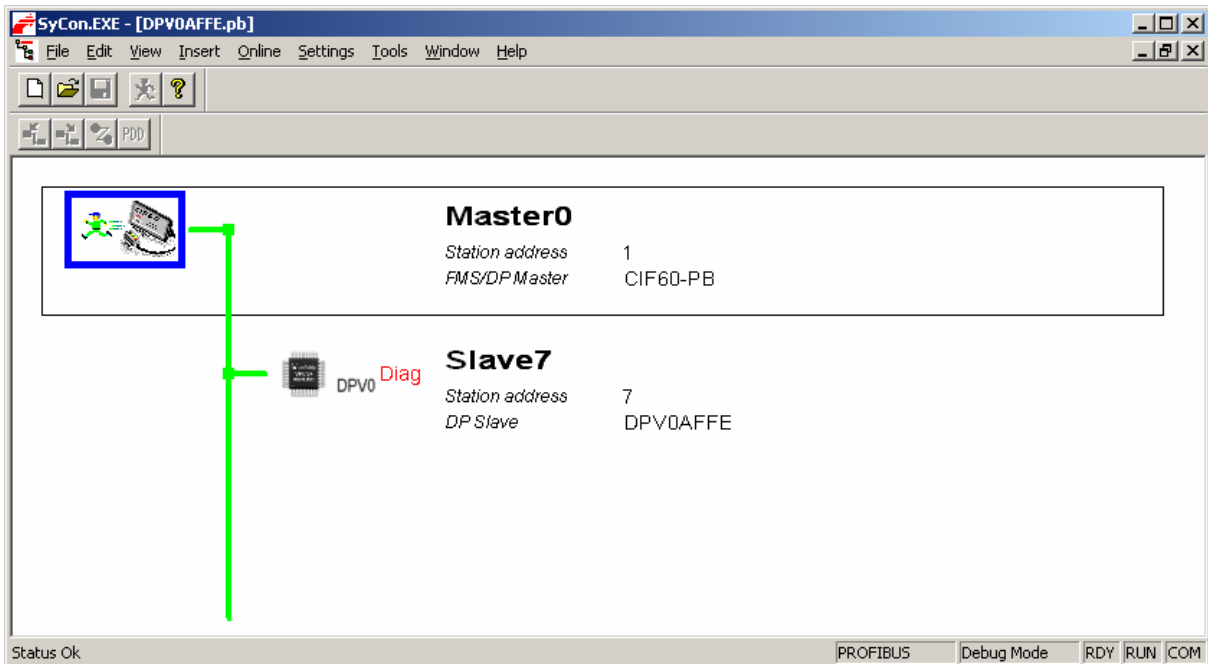 SyCon.EXE - [DPV0AFFE.pb]
File Edit View Insert Online Settings Tools Window Help
PDD
Master0
Station address 1
FMS/DP Master CIF60-PB
DPV0 Diag
Slave7
Station address 7
DP Slave DPV0AFFE
Status Ok PROFIBUS Debug Mode RDY RUN COM